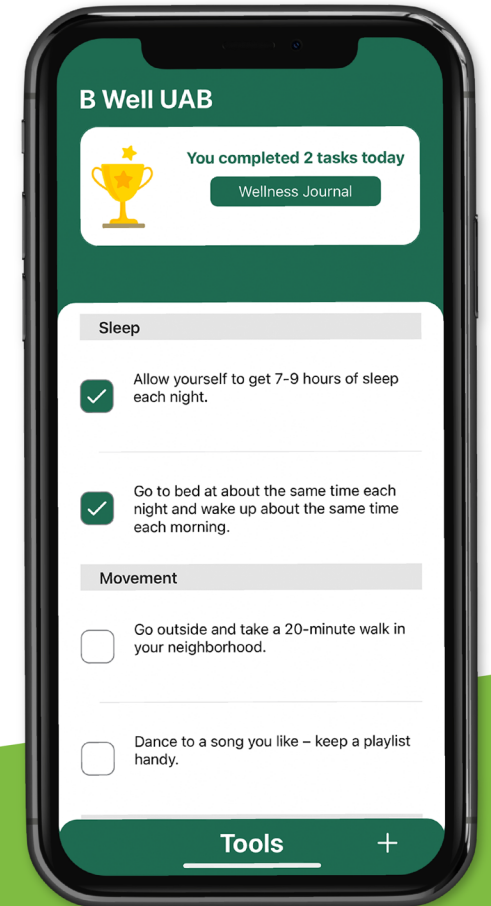 B Well UAB
You completed 2 tasks today
Wellness Journal
Sleep
Allow yourself to get 7-9 hours of sleep
each night.
Go to bed at about the same time each
night and wake up about the same time
each morning.
Movement
Go outside and take a 20-minute walk in
your neighborhood.
Dance to a song you like – keep a playlist
handy.
Tools +